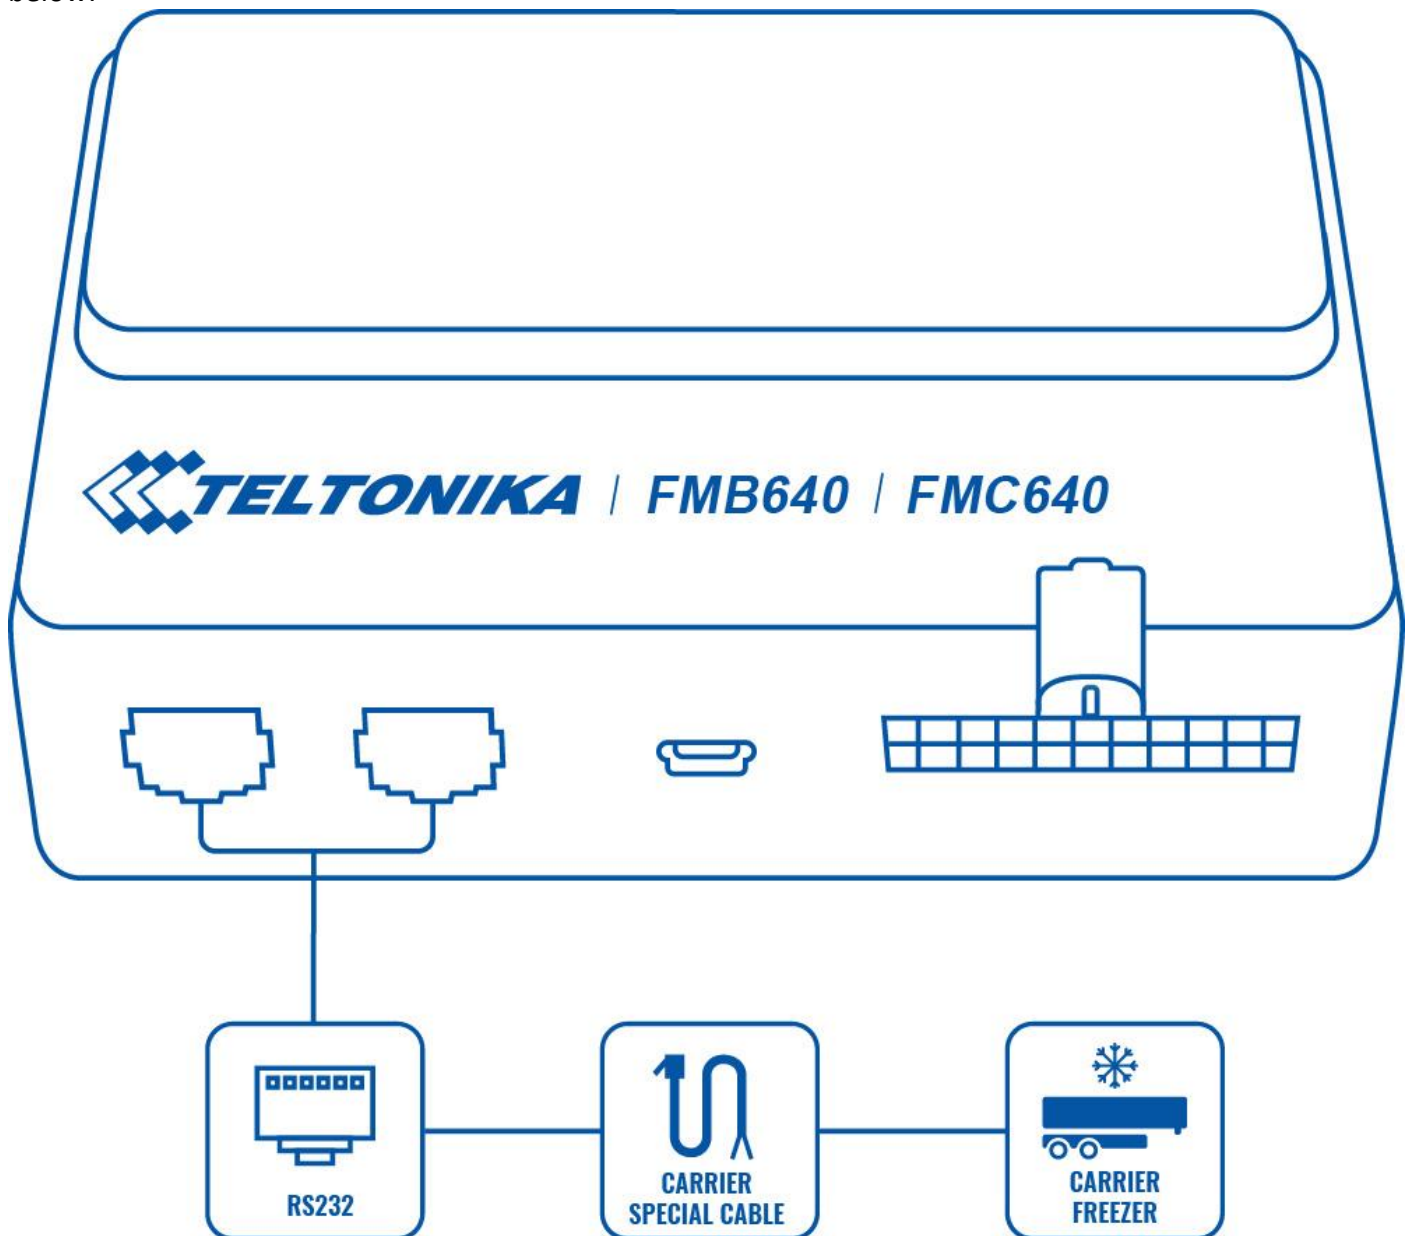 TELTONIKA | FMB640 | FMC640
RS232
CARRIER
SPECIAL CABLE
CARRIER
FREEZER